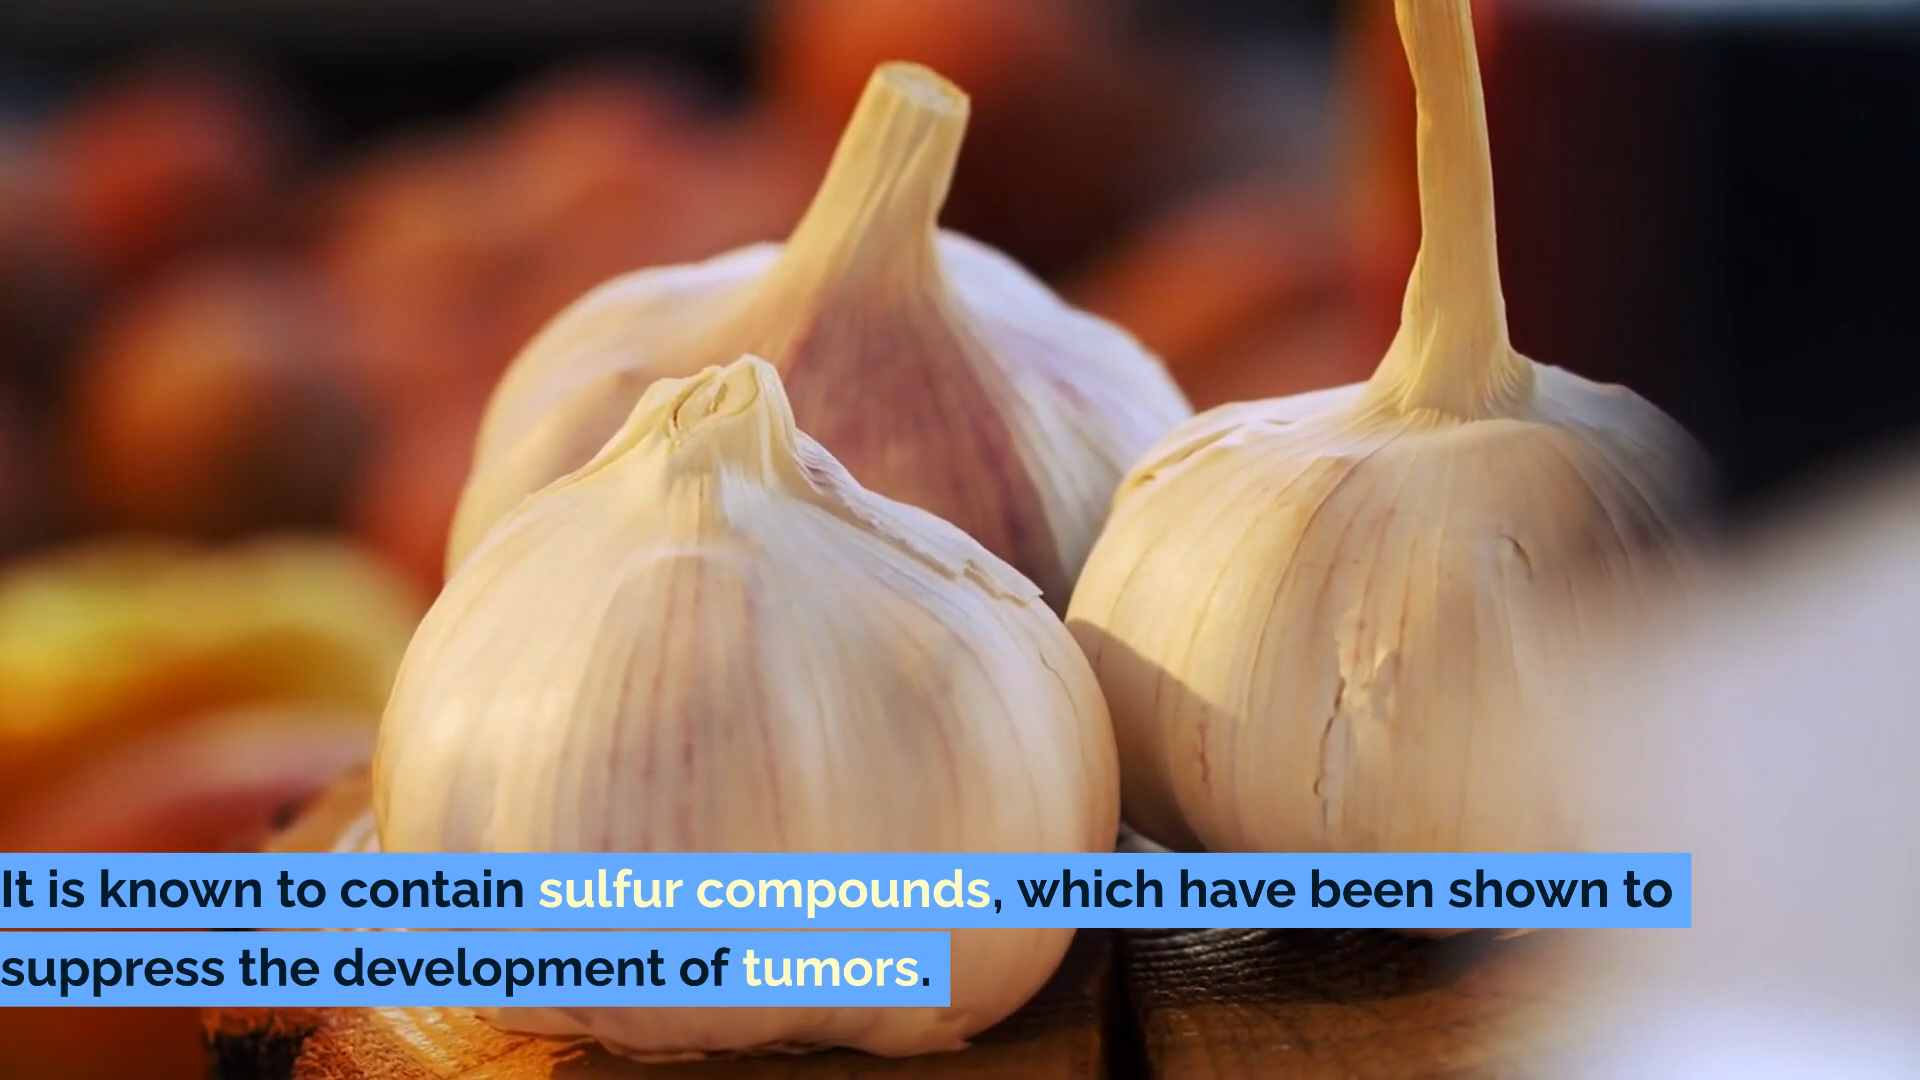 It is known to contain sulfur compounds, which have been shown to
suppress the development of tumors.